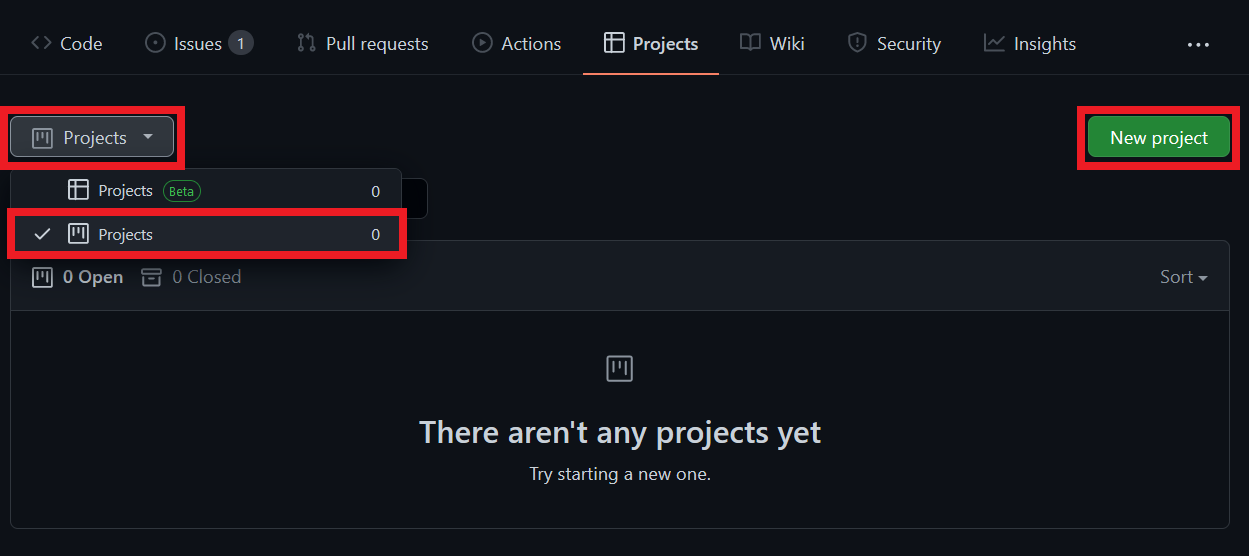 Code Issues 1 Pull requests Actions Projects Wiki Security Insights ...
Projects New project
Projects Beta 0
Projects 0
0 Open 0 Closed Sort
There aren't any projects yet
Try starting a new one.